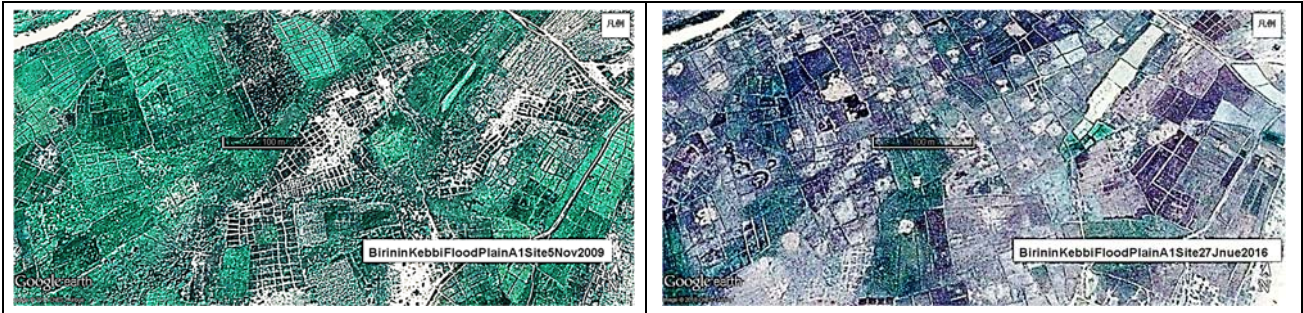 凡例
100 m
BirininKebbiFloodPlainA1Site5Nov2009
Google earth
凡例
100 m
BirininKebbiFloodPlainA1Site27Jnue2016
Google earth
N